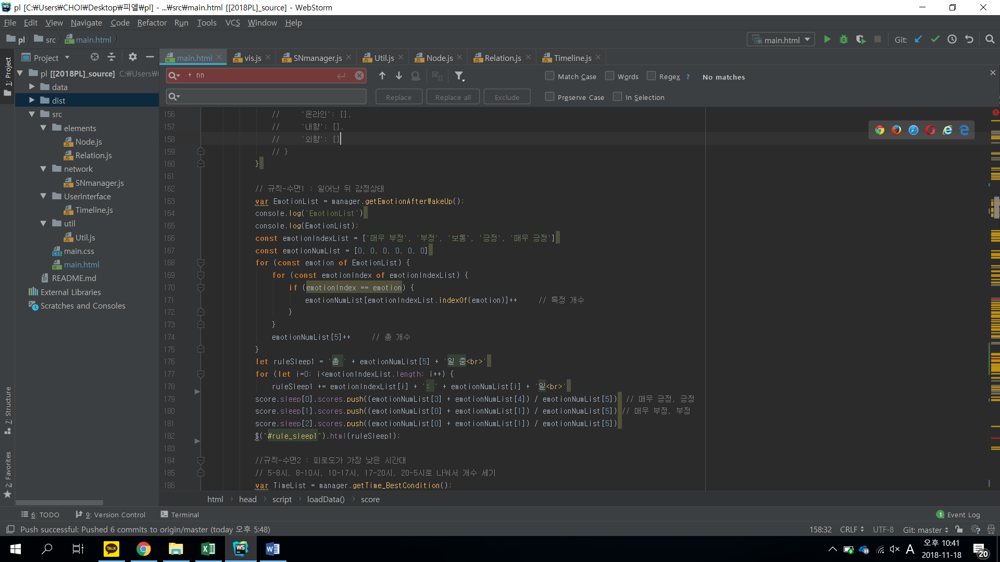 pl [C:￦Users￦CHOI￦Desktop￦피엘￦pl] - ...￦src￦main.html [[2018PL]_source] - WebStorm
File Edit View Navigate Code Refactor Run Tools VCS Window Help
pl src main.html
main.html Git:
Project
main.html vis.js SNmanager.js Util.js Node.js Relation.js Timeline.js
+ nn
Match Case Words Regex ? No matches
Replace Replace all Exclude Preserve Case In Selection
1: Project
7: Structure
2: Favorites
pl [[2018PL]_source] C:￦Users￦
data
dist
src
elements
Node.js
Relation.js
network
SNmanager.js
UserInterface
Timeline.js
util
Util.js
main.css
main.html
README.md
External Libraries
Scratches and Consoles
156 // '온라인': [],
157 // '내향': [],
158 // '외향': []
159 // }
160 }
161
162 // 규칙-수면1 : 일어난 뒤 감정상태
163 var EmotionList = manager.getEmotionAfterWakeUp();
164 console.log('EmotionList')
165 console.log(EmotionList);
166 const emotionIndexList = ['매우 부정', '부정', '보통', '긍정', '매우 긍정']
167 const emotionNumList = [0, 0, 0, 0, 0, 0]
168 for (const emotion of EmotionList) {
169 for (const emotionIndex of emotionIndexList) {
170 if (emotionIndex == emotion) {
171 emotionNumList[emotionIndexList.indexOf(emotion)]++ // 특정 개수
172 }
173 }
174 emotionNumList[5]++ // 총 개수
175 }
176 let ruleSleep1 = '총 ' + emotionNumList[5] + '일 중<br>'
177 for (let i=0; i<emotionIndexList.length; i++) {
178 ruleSleep1 += emotionIndexList[i] + ': ' + emotionNumList[i] + '일<br>'
179 score.sleep[0].scores.push((emotionNumList[3] + emotionNumList[4]) / emotionNumList[5]) // 매우 긍정, 긍정
180 score.sleep[1].scores.push((emotionNumList[0] + emotionNumList[1]) / emotionNumList[5]) // 매우 부정, 부정
181 score.sleep[2].scores.push((emotionNumList[0] + emotionNumList[1]) / emotionNumList[5])
182 $("#rule_sleep1").html(ruleSleep1);
183
184 //규칙-수면2 : 피로도가 가장 낮은 시간대
185 // 5-8시, 8-10시, 10-17시, 17-20시, 20-5시로 나눠서 개수 세기
186 var TimeList = manager.getTime_BestCondition();
html head script loadData() score
6: TODO 9: Version Control Terminal 1 Event Log
Push successful: Pushed 6 commits to origin/master (today 오후 5:48) 158:32 CRLF UTF-8 Git: master
TALK WS A 오후 10:41
2018-11-18 20